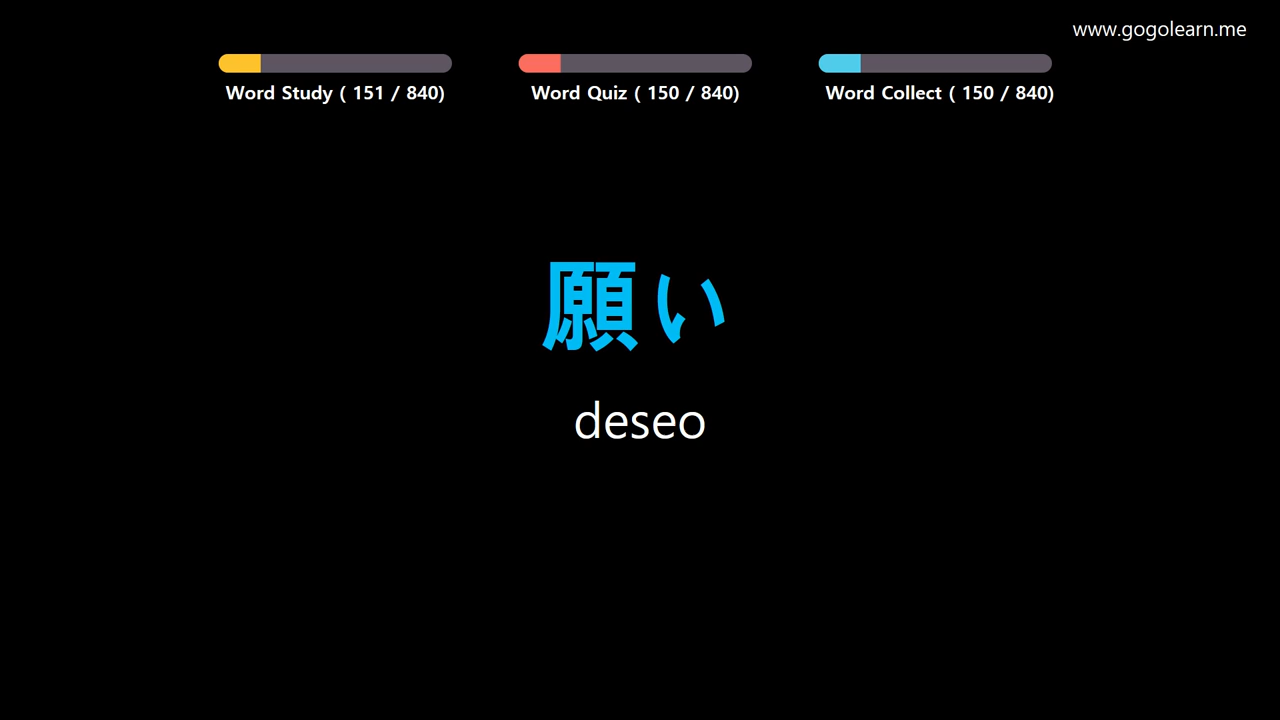 www.gogolearn.me
Word Study ( 151 / 840)
Word Quiz ( 150 / 840)
Word Collect ( 150 / 840)
願い
deseo